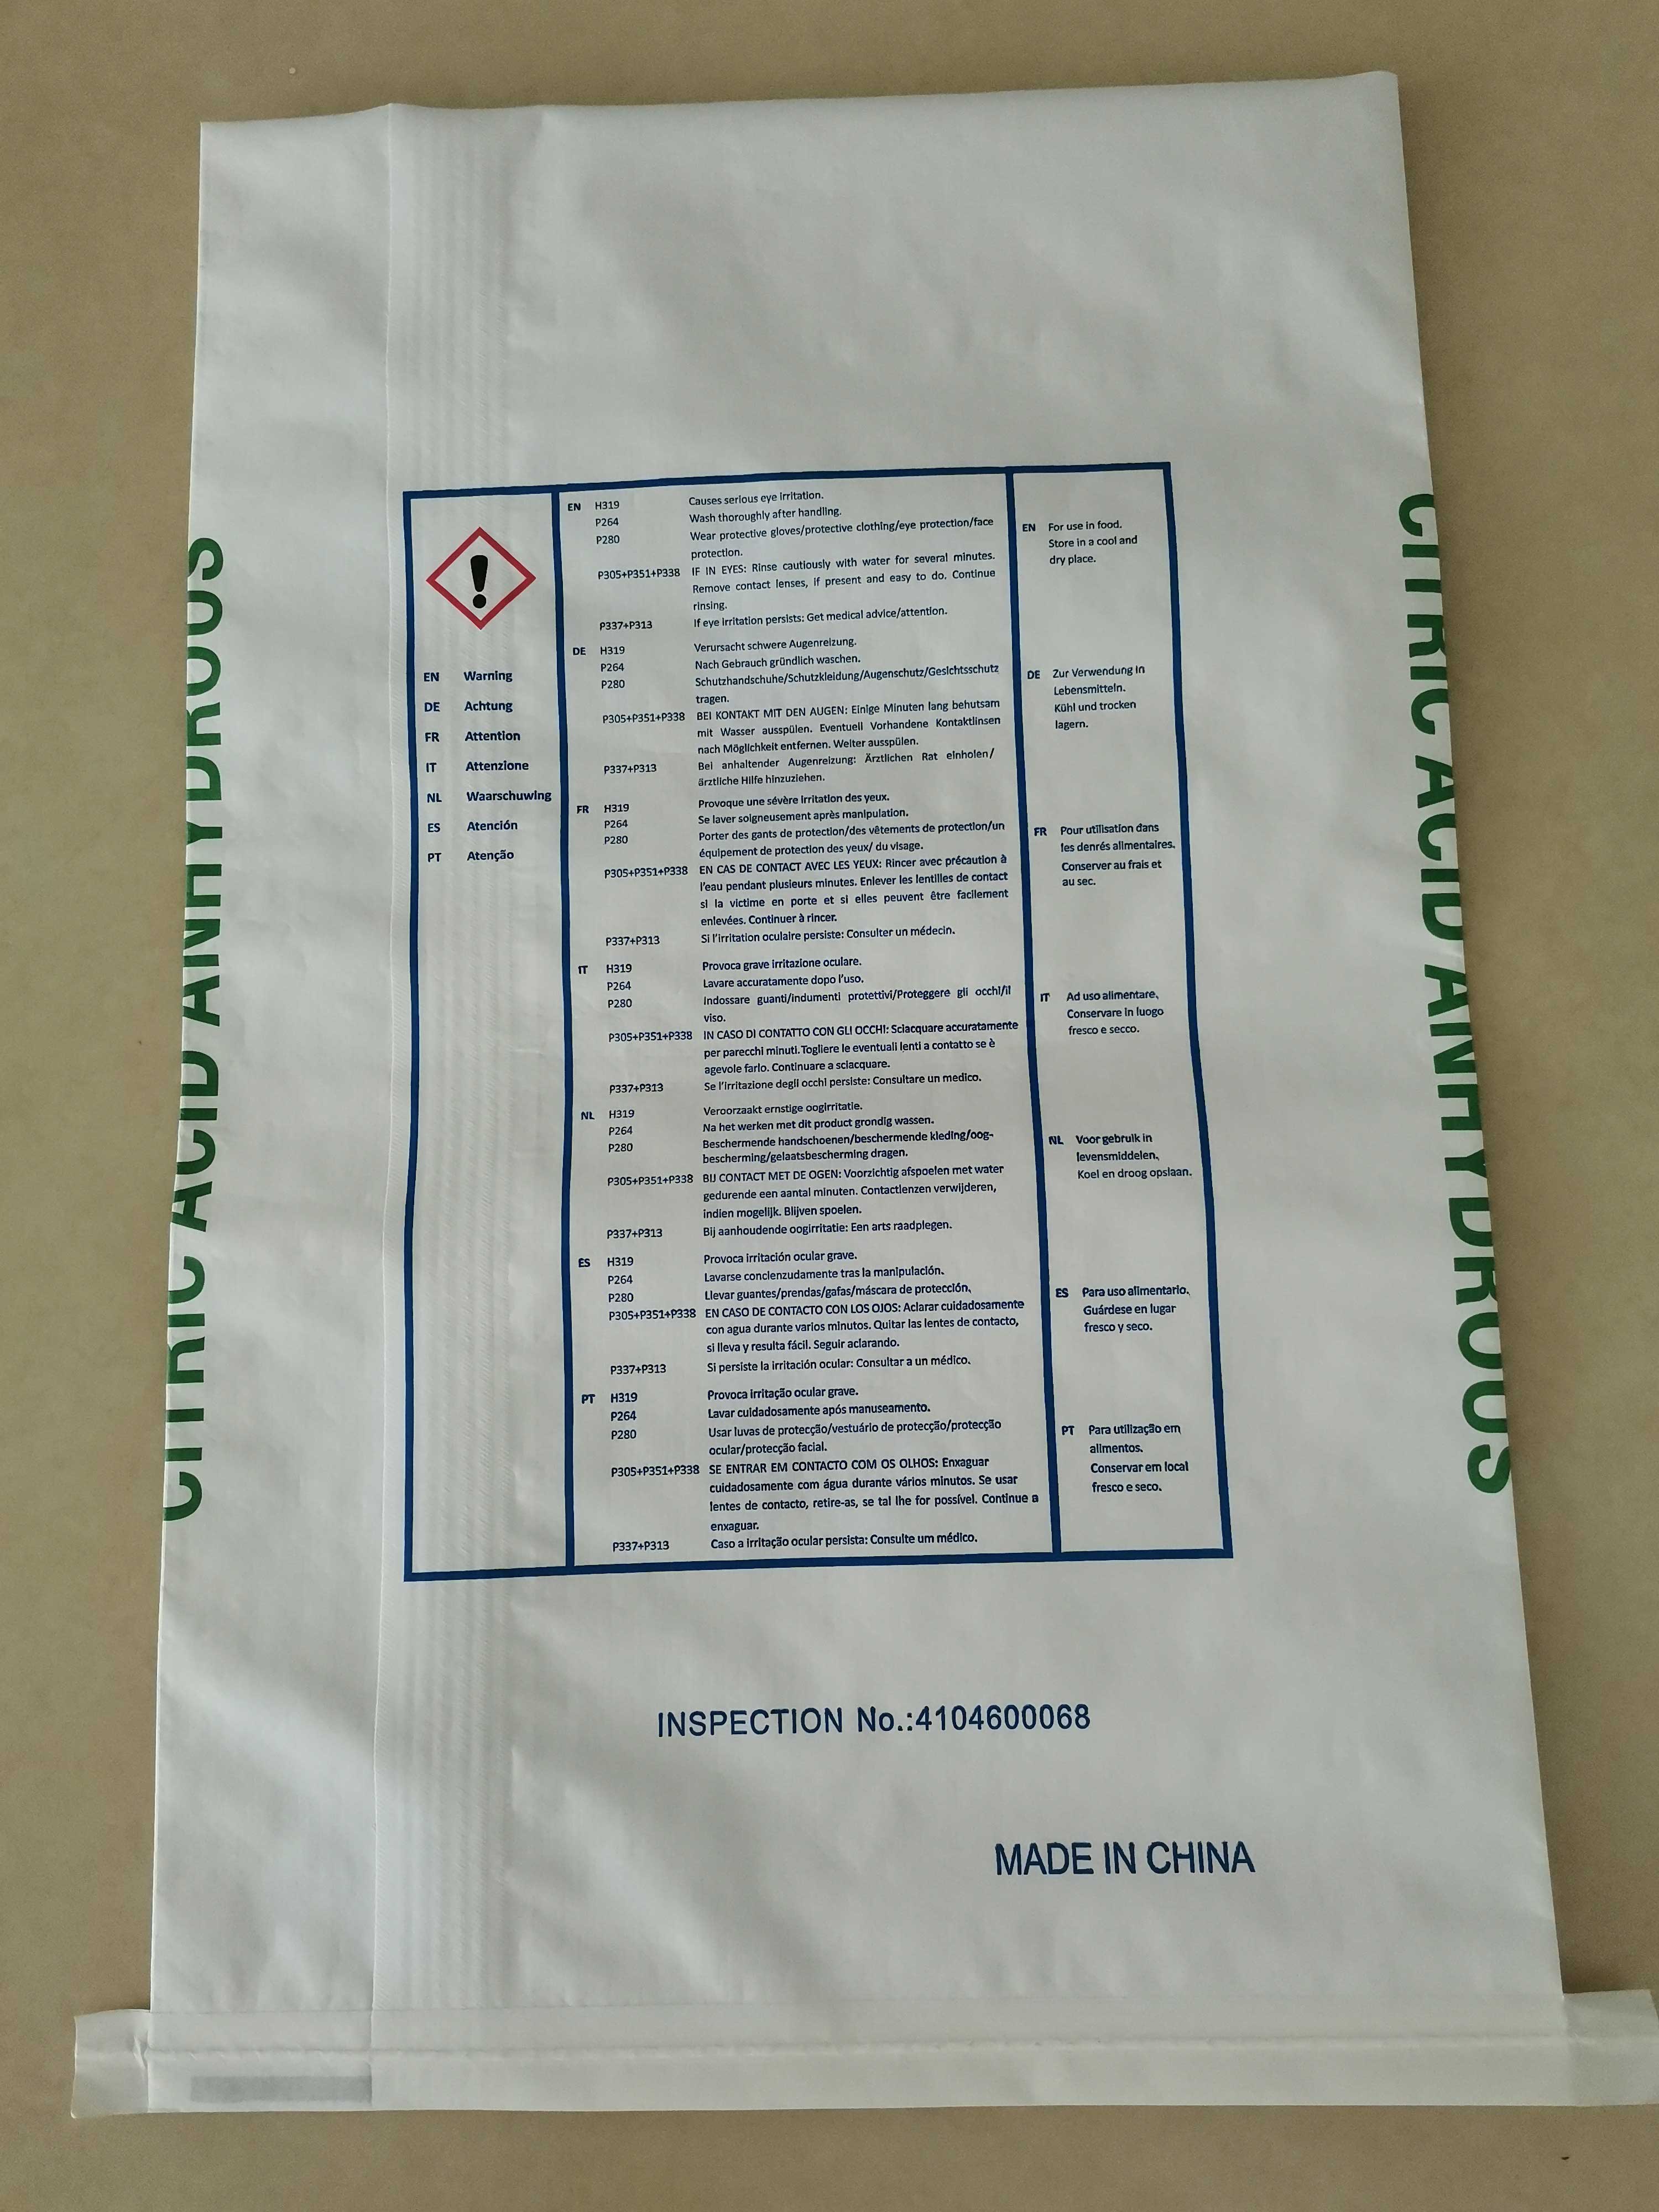 CITRIC ACID ANHYDROUS
EN Warning
DE Achtung
FR Attention
IT Attenzione
NL Waarschuwing
ES Atención
PT Atenção
EN H319 Causes serious eye irritation.
P264 Wash thoroughly after handling.
P280 Wear protective gloves/protective clothing/eye protection/face
protection.
P305+P351+P338 IF IN EYES: Rinse cautiously with water for several minutes.
Remove contact lenses, if present and easy to do. Continue
rinsing.
P337+P313 If eye irritation persists: Get medical advice/attention.
DE H319 Verursacht schwere Augenreizung.
P264 Nach Gebrauch gründlich waschen.
P280 Schutzhandschuhe/Schutzkleidung/Augenschutz/Gesichtsschutz
tragen.
P305+P351+P338 BEI KONTAKT MIT DEN AUGEN: Einige Minuten lang behutsam
mit Wasser ausspülen. Eventuell Vorhandene Kontaktlinsen
nach Möglichkeit entfernen. Weiter ausspülen.
P337+P313 Bei anhaltender Augenreizung: Ärztlichen Rat einholen/
ärztliche Hilfe hinzuziehen.
FR H319 Provoque une sévère irritation des yeux.
P264 Se laver soigneusement après manipulation.
P280 Porter des gants de protection/des vêtements de protection/un
équipement de protection des yeux/ du visage.
P305+P351+P338 EN CAS DE CONTACT AVEC LES YEUX: Rincer avec précaution à
l'eau pendant plusieurs minutes. Enlever les lentilles de contact
si la victime en porte et si elles peuvent être facilement
enlevées. Continuer à rincer.
P337+P313 Si l'irritation oculaire persiste: Consulter un médecin.
IT H319 Provoca grave irritazione oculare.
P264 Lavare accuratamente dopo l'uso.
P280 Indossare guanti/indumenti protettivi/Proteggere gli occhi/il
viso.
P305+P351+P338 IN CASO DI CONTATTO CON GLI OCCHI: Sciacquare accuratamente
per parecchi minuti. Togliere le eventuali lenti a contatto se è
agevole farlo. Continuare a sciacquare.
P337+P313 Se l'irritazione degli occhi persiste: Consultare un medico.
NL H319 Veroorzaakt ernstige oogirritatie.
P264 Na het werken met dit product grondig wassen.
P280 Beschermende handschoenen/beschermende kleding/oog-
bescherming/gelaatsbescherming dragen.
P305+P351+P338 BIJ CONTACT MET DE OGEN: Voorzichtig afspoelen met water
gedurende een aantal minuten. Contactlenzen verwijderen,
indien mogelijk. Blijven spoelen.
P337+P313 Bij aanhoudende oogirritatie: Een arts raadplegen.
ES H319 Provoca irritación ocular grave.
P264 Lavarse concienzudamente tras la manipulación.
P280 Llevar guantes/prendas/gafas/máscara de protección,
P305+P351+P338 EN CASO DE CONTACTO CON LOS OJOS: Aclarar cuidadosamente
con agua durante varios minutos. Quitar las lentes de contacto,
si lleva y resulta fácil. Seguir aclarando.
P337+P313 Si persiste la irritación ocular: Consultar a un médico.
PT H319 Provoca irritação ocular grave.
P264 Lavar cuidadosamente após manuseamento.
P280 Usar luvas de protecção/vestuário de protecção/protecção
ocular/protecção facial.
P305+P351+P338 SE ENTRAR EM CONTACTO COM OS OLHOS: Enxaguar
cuidadosamente com água durante vários minutos. Se usar
lentes de contacto, retire-as, se tal lhe for possível. Continue a
enxaguar.
P337+P313 Caso a irritação ocular persista: Consulte um médico.
EN For use in food.
Store in a cool and
dry place.
DE Zur Verwendung in
Lebensmitteln.
Kühl und trocken
lagern.
FR Pour utilisation dans
les denrés alimentaires.
Conserver au frais et
au sec.
IT Ad uso alimentare,
Conservare in luogo
fresco e secco.
NL Voor gebruik in
levensmiddelen,
Koel en droog opslaan.
ES Para uso alimentario.
Guárdese en lugar
fresco y seco.
PT Para utilização em
alimentos.
Conservar em local
fresco e seco.
CITRIC ACID ANHYDROUS
INSPECTION No.:4104600068
MADE IN CHINA